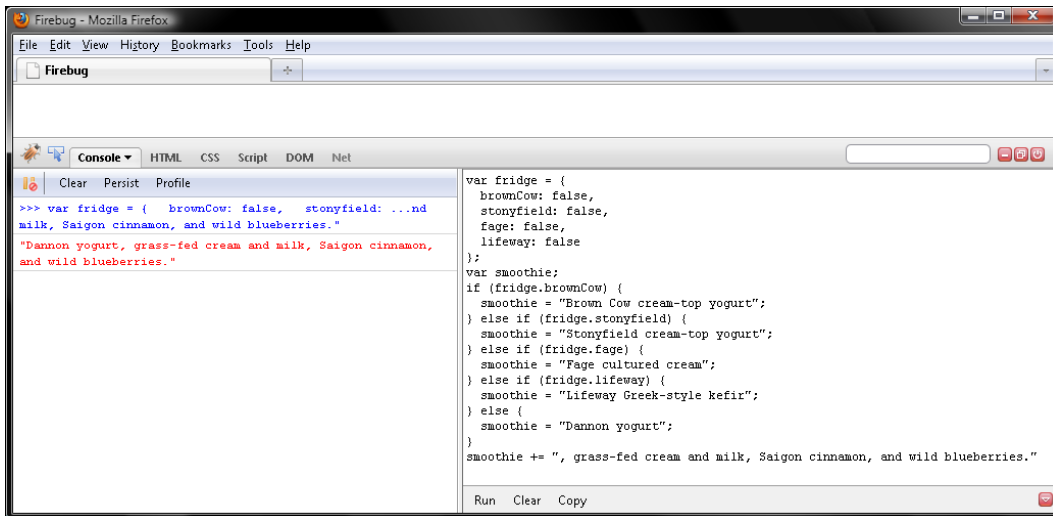 Firebug - Mozilla Firefox
File Edit View History Bookmarks Tools Help
Firebug
Console HTML CSS Script DOM Net
Clear Persist Profile
>>> var fridge = { brownCow: false, stonyfield: ...nd
milk, Saigon cinnamon, and wild blueberries."
"Dannon yogurt, grass-fed cream and milk, Saigon cinnamon,
and wild blueberries."
var fridge = {
  brownCow: false,
  stonyfield: false,
  fage: false,
  lifeway: false
};
var smoothie;
if (fridge.brownCow) {
  smoothie = "Brown Cow cream-top yogurt";
} else if (fridge.stonyfield) {
  smoothie = "Stonyfield cream-top yogurt";
} else if (fridge.fage) {
  smoothie = "Fage cultured cream";
} else if (fridge.lifeway) {
  smoothie = "Lifeway Greek-style kefir";
} else {
  smoothie = "Dannon yogurt";
}
smoothie += ", grass-fed cream and milk, Saigon cinnamon, and wild blueberries."
Run Clear Copy